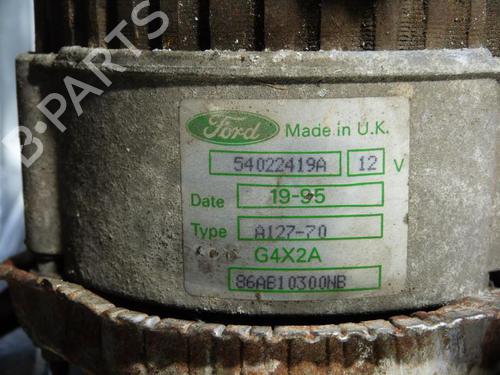 Ford Made in U.K.
54022419A 12 V
Date 19-95
Type A127-70
G4X2A
86AB10300NB
B-Parts